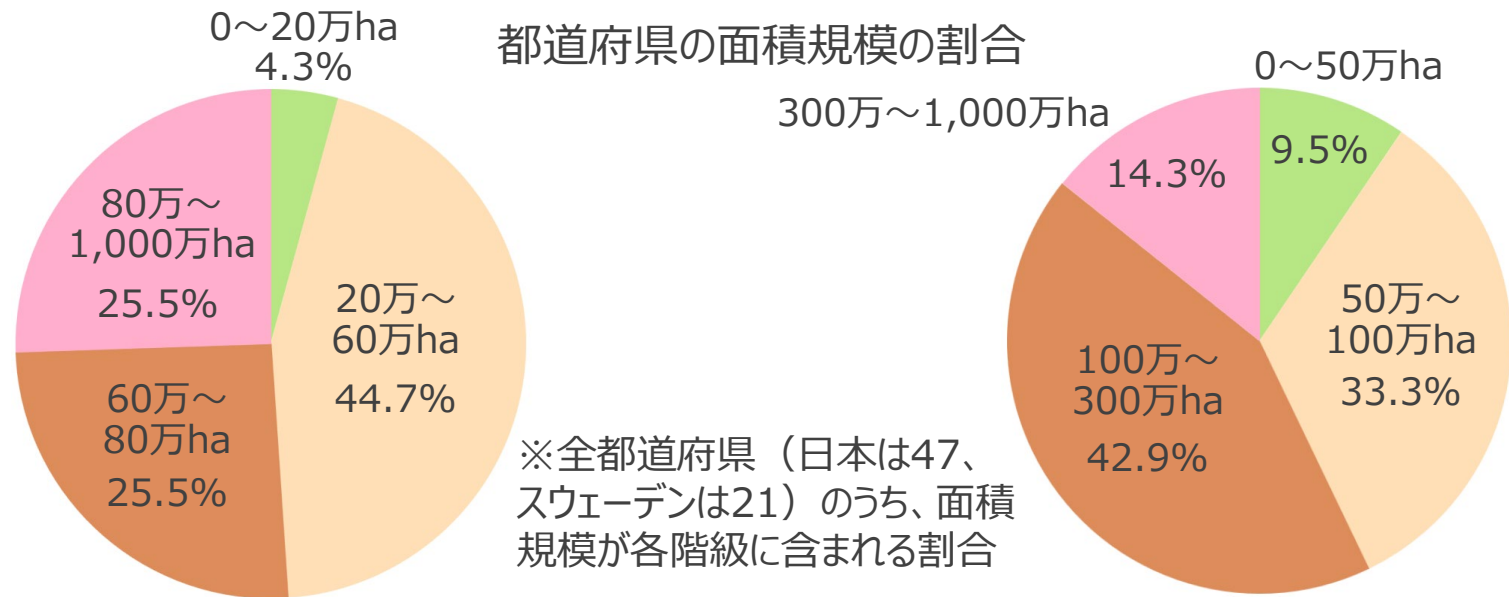 都道府県の面積規模の割合
0～20万ha
4.3%
20万～
60万ha
44.7%
60万～
80万ha
25.5%
80万～
1,000万ha
25.5%
0～50万ha
9.5%
50万～
100万ha
33.3%
100万～
300万ha
42.9%
300万～1,000万ha
14.3%
※全都道府県（日本は47、
スウェーデンは21）のうち、面積
規模が各階級に含まれる割合